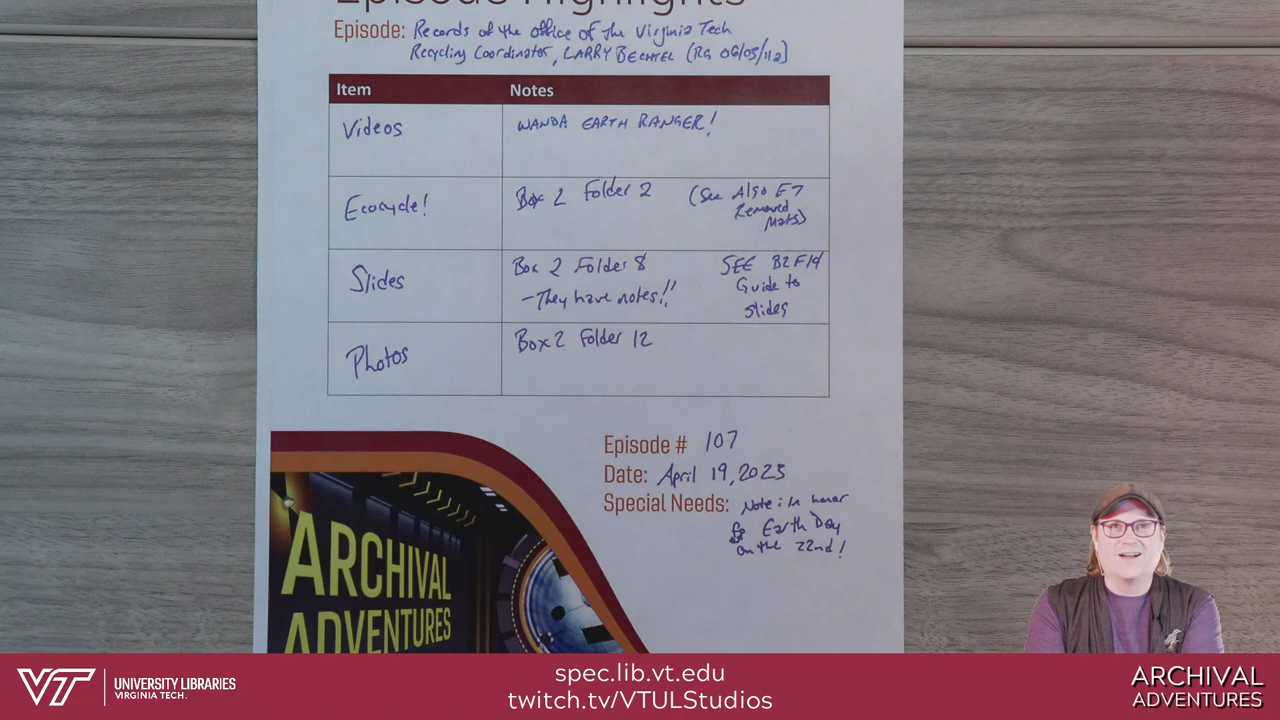 Episode Highlights
Episode: Records of the office of the Virginia Tech
Recycling Coordinator, LARRY BECHTEL (RG 06/05/112)
Item Notes
Videos WANDA EARTH RANGER!
Ecocycle! Box 2 Folder 2 (See Also F7
Removed
Mats)
Slides Box 2 Folder 8 SEE B2F14
-They have notes!! Guide to
slides
Photos Box 2 Folder 12
Episode # 107
Date: April 19, 2023
Special Needs: Note: in honor
Earth Day
on the 22nd!
ARCHIVAL
ADVENTURES
VT UNIVERSITY LIBRARIES
VIRGINIA TECH.
spec.lib.vt.edu
twitch.tv/VTULStudios
ARCHIVAL
ADVENTURES